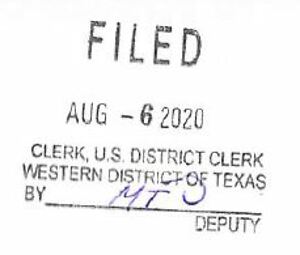 FILED
AUG -6 2020
CLERK, U.S. DISTRICT CLERK
WESTERN DISTRICT OF TEXAS
BY
DEPUTY